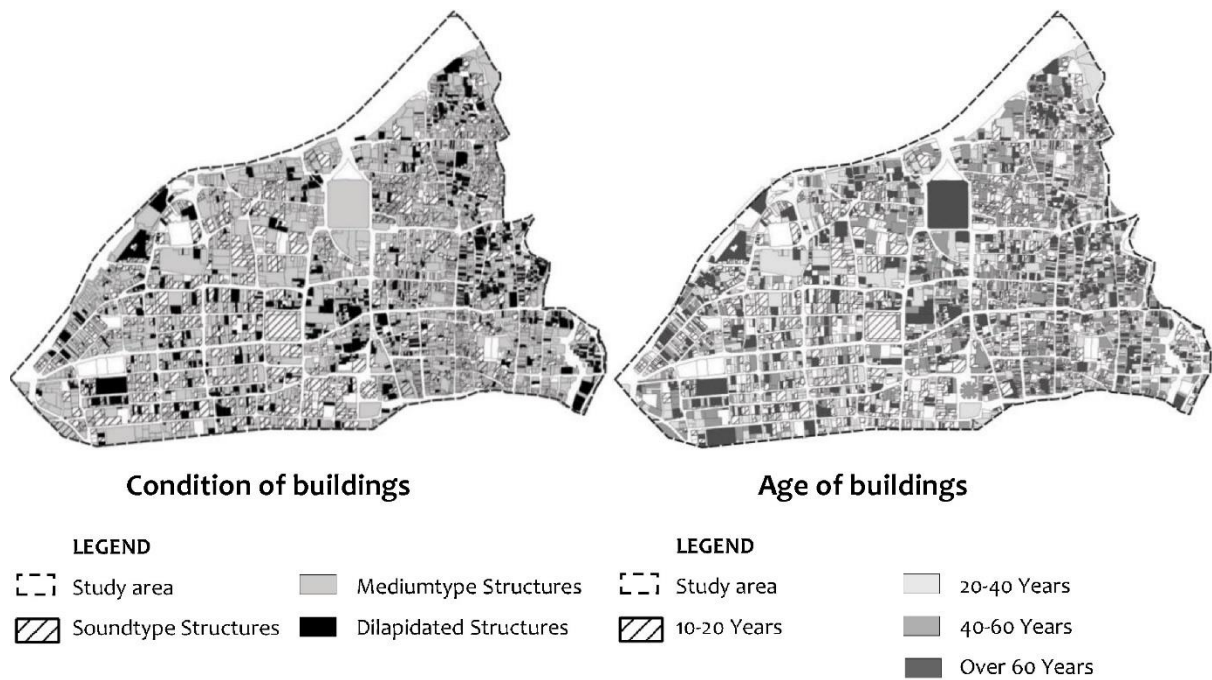 Condition of buildings
Age of buildings
LEGEND
Study area
Mediumtype Structures
Soundtype Structures
Dilapidated Structures
LEGEND
Study area
20-40 Years
10-20 Years
40-60 Years
Over 60 Years